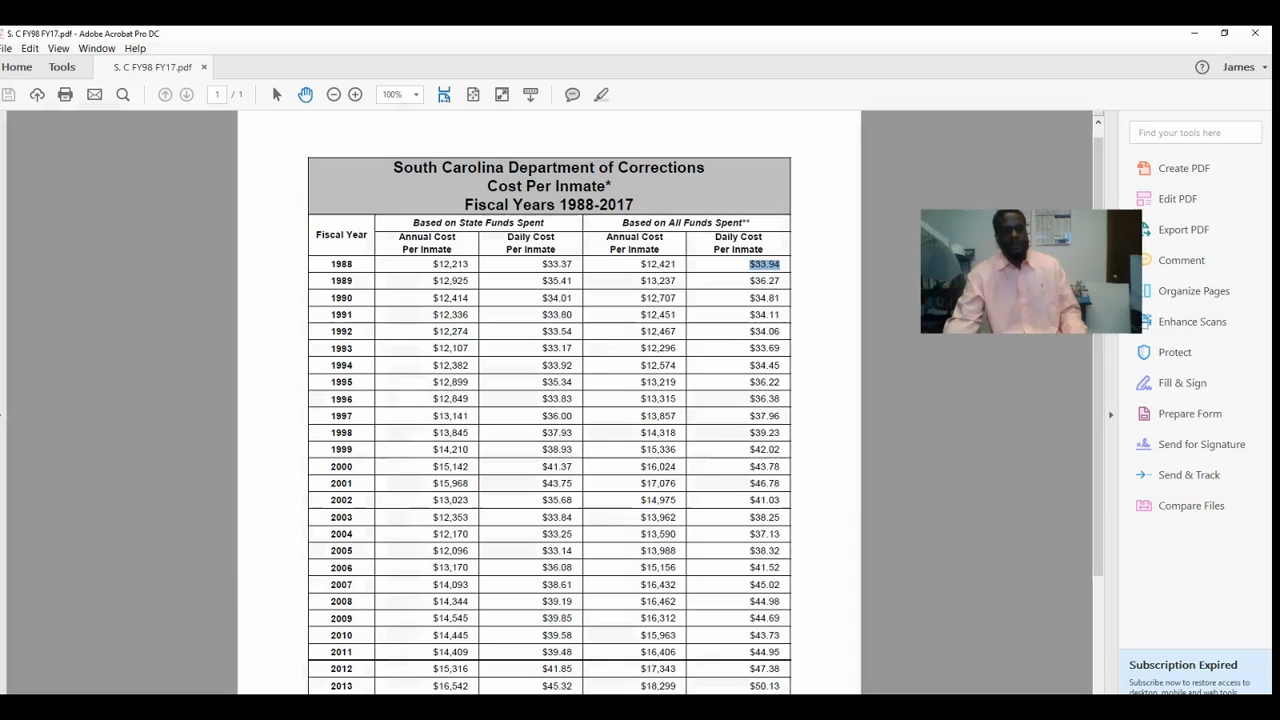 S. C FY98 FY17.pdf - Adobe Acrobat Pro DC
File Edit View Window Help
Home Tools S. C FY98 FY17.pdf × James
1 / 1 100%
Find your tools here
South Carolina Department of Corrections
Cost Per Inmate*
Fiscal Years 1988-2017
Based on State Funds Spent Based on All Funds Spent**
Fiscal Year Annual Cost Per Inmate Daily Cost Per Inmate Annual Cost Per Inmate Daily Cost Per Inmate
1988 $12,213 $33.37 $12,421 $33.94
1989 $12,925 $35.41 $13,237 $36.27
1990 $12,414 $34.01 $12,707 $34.81
1991 $12,336 $33.80 $12,451 $34.11
1992 $12,274 $33.54 $12,467 $34.06
1993 $12,107 $33.17 $12,296 $33.69
1994 $12,382 $33.92 $12,574 $34.45
1995 $12,899 $35.34 $13,219 $36.22
1996 $12,849 $33.83 $13,315 $36.38
1997 $13,141 $36.00 $13,857 $37.96
1998 $13,845 $37.93 $14,318 $39.23
1999 $14,210 $38.93 $15,336 $42.02
2000 $15,142 $41.37 $16,024 $43.78
2001 $15,968 $43.75 $17,076 $46.78
2002 $13,023 $35.68 $14,975 $41.03
2003 $12,353 $33.84 $13,962 $38.25
2004 $12,170 $33.25 $13,590 $37.13
2005 $12,096 $33.14 $13,988 $38.32
2006 $13,170 $36.08 $15,156 $41.52
2007 $14,093 $38.61 $16,432 $45.02
2008 $14,344 $39.19 $16,462 $44.98
2009 $14,545 $39.85 $16,312 $44.69
2010 $14,445 $39.58 $15,963 $43.73
2011 $14,409 $39.48 $16,406 $44.95
2012 $15,316 $41.85 $17,343 $47.38
2013 $16,542 $45.32 $18,299 $50.13
Create PDF
Edit PDF
Export PDF
Comment
Organize Pages
Enhance Scans
Protect
Fill & Sign
Prepare Form
Send for Signature
Send & Track
Compare Files
Subscription Expired
Subscribe now to restore access to
desktop, mobile and web tools.